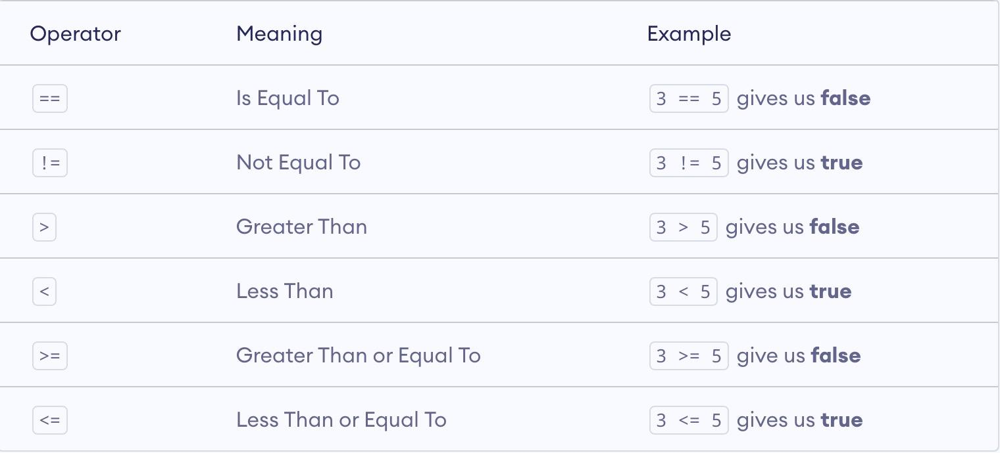 Operator Meaning Example
== Is Equal To 3 == 5 gives us false
!= Not Equal To 3 != 5 gives us true
> Greater Than 3 > 5 gives us false
< Less Than 3 < 5 gives us true
>= Greater Than or Equal To 3 >= 5 give us false
<= Less Than or Equal To 3 <= 5 gives us true